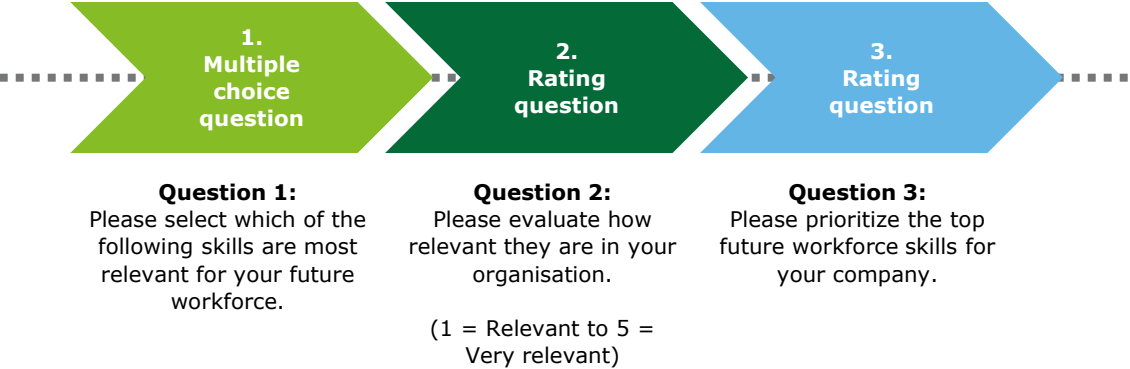 1.
Multiple
choice
question
2.
Rating
question
3.
Rating
question
Question 1:
Please select which of the
following skills are most
relevant for your future
workforce.
Question 2:
Please evaluate how
relevant they are in your
organisation.
(1 = Relevant to 5 =
Very relevant)
Question 3:
Please prioritize the top
future workforce skills for
your company.